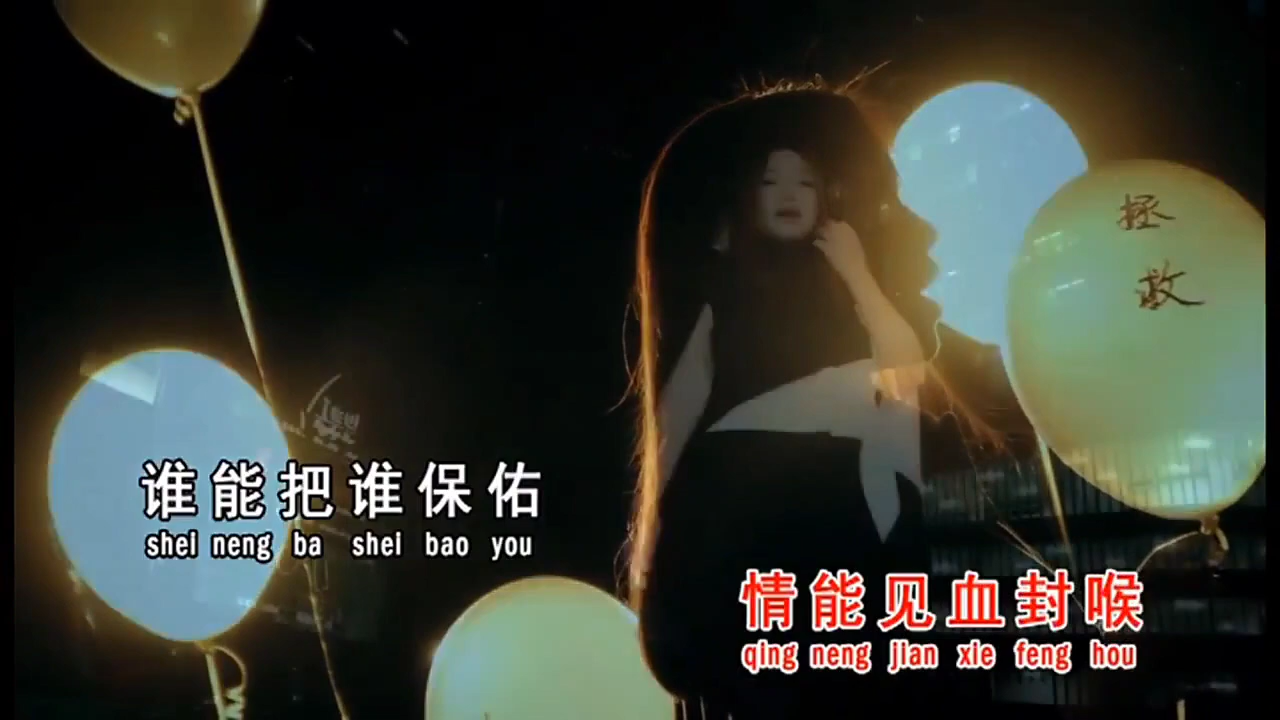 拯
救
谁能把谁保佑
shei neng ba shei bao you
情能见血封喉
qing neng jian xie feng hou